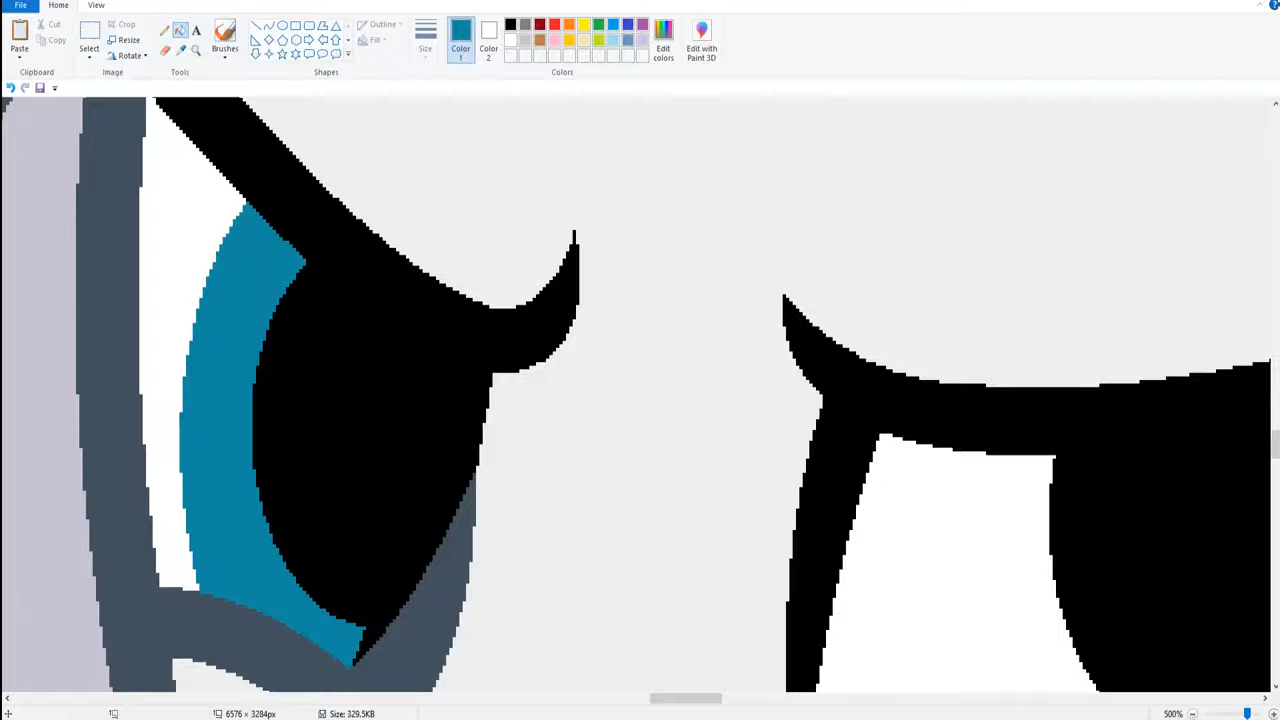 File Home View
Paste Cut Copy
Select Crop Resize Rotate
A
Brushes
Outline Fill
Size
Color 1
Color 2
Edit colors
Edit with Paint 3D
Clipboard Image Tools Shapes Colors
6576 × 3284px Size: 329.5KB 500%